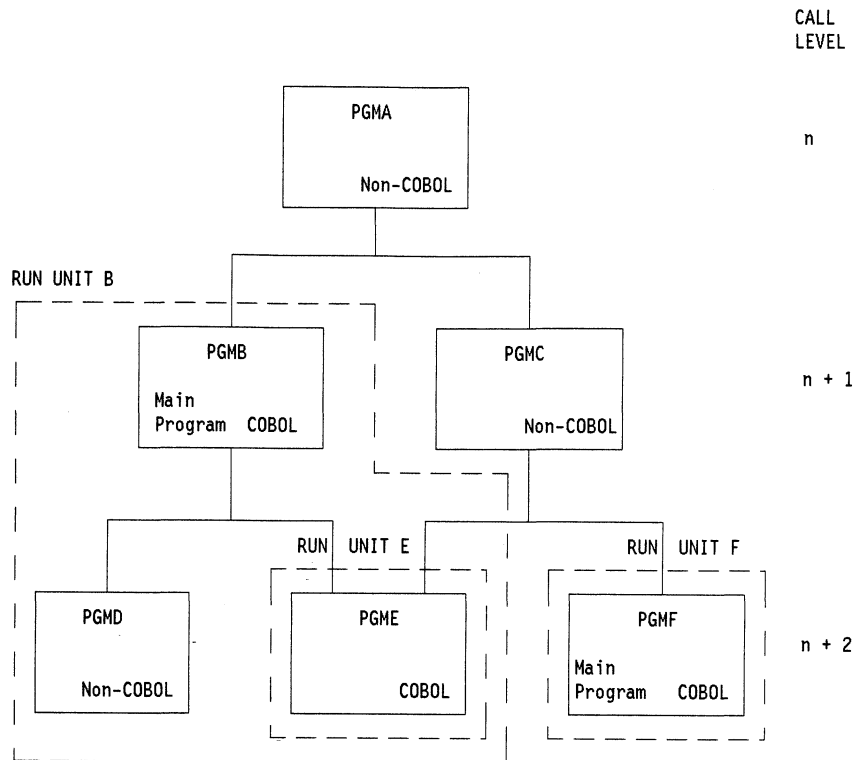 CALL
LEVEL
PGMA
n
Non-COBOL
RUN UNIT B
PGMB
PGMC
n + 1
Main
Program COBOL
Non-COBOL
RUN UNIT E
RUN UNIT F
PGMD
PGME
PGMF
n + 2
Main
Non-COBOL
COBOL
Program COBOL